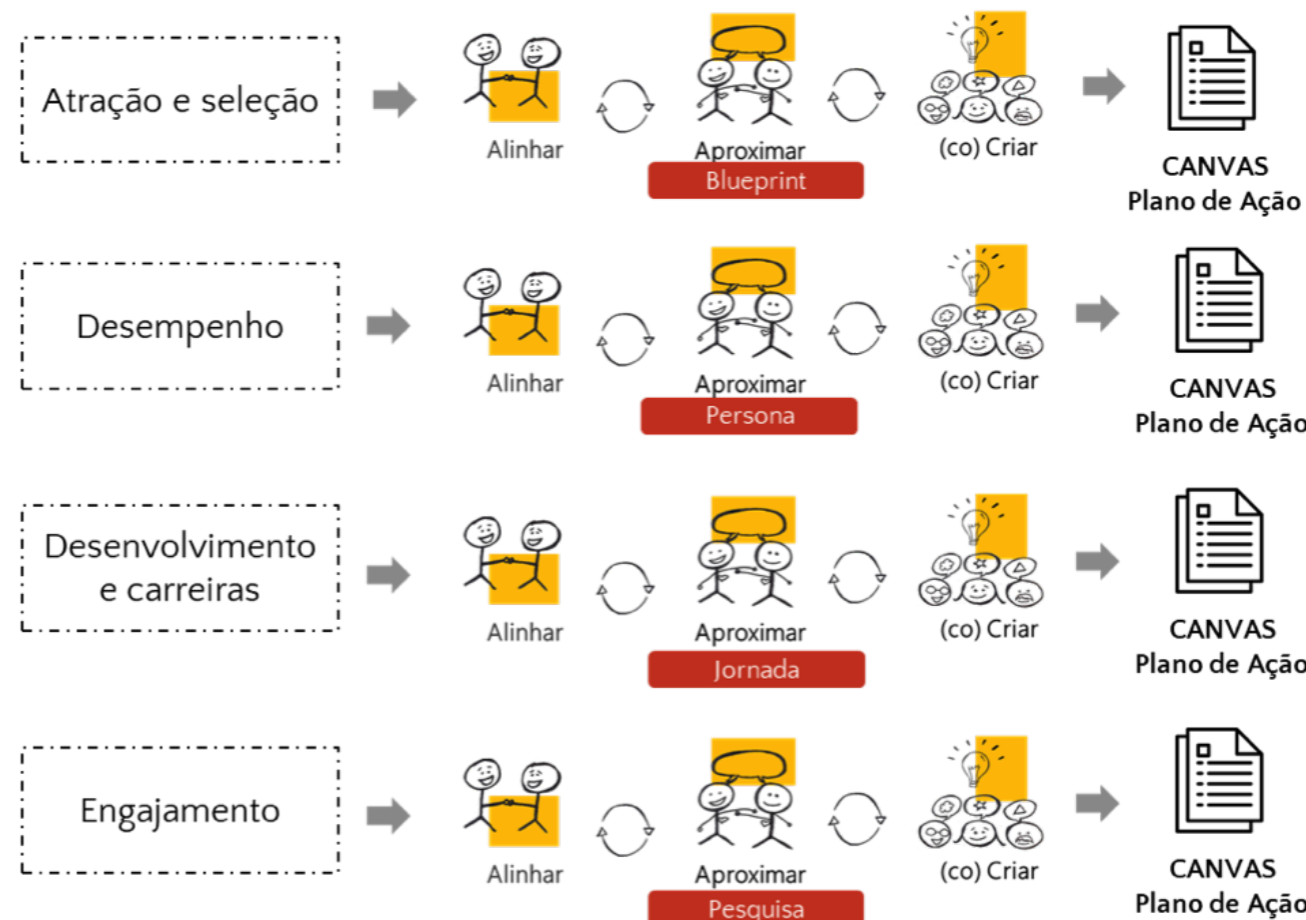 Atração e seleção
Alinhar
Aproximar
Blueprint
(co) Criar
CANVAS
Plano de Ação
Desempenho
Alinhar
Aproximar
Persona
(co) Criar
CANVAS
Plano de Ação
Desenvolvimento
e carreiras
Alinhar
Aproximar
Jornada
(co) Criar
CANVAS
Plano de Ação
Engajamento
Alinhar
Aproximar
Pesquisa
(co) Criar
CANVAS
Plano de Ação